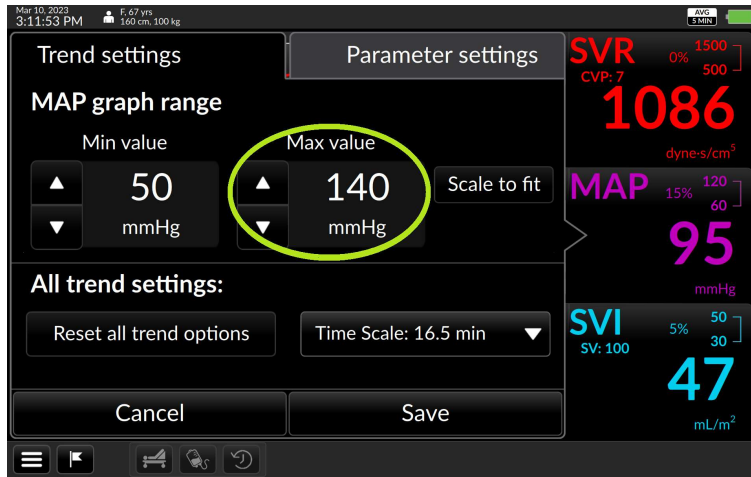 Mar 10, 2023
3:11:53 PM
F, 67 yrs
160 cm, 100 kg
AVG
5 MIN
Trend settings
Parameter settings
MAP graph range
Min value
Max value
50
mmHg
140
mmHg
Scale to fit
All trend settings:
Reset all trend options
Time Scale: 16.5 min
Cancel
Save
SVR
CVP: 7
0%
1500
500
1086
dyne·s/cm⁵
MAP
15%
120
60
95
mmHg
SVI
SV: 100
5%
50
30
47
mL/m²